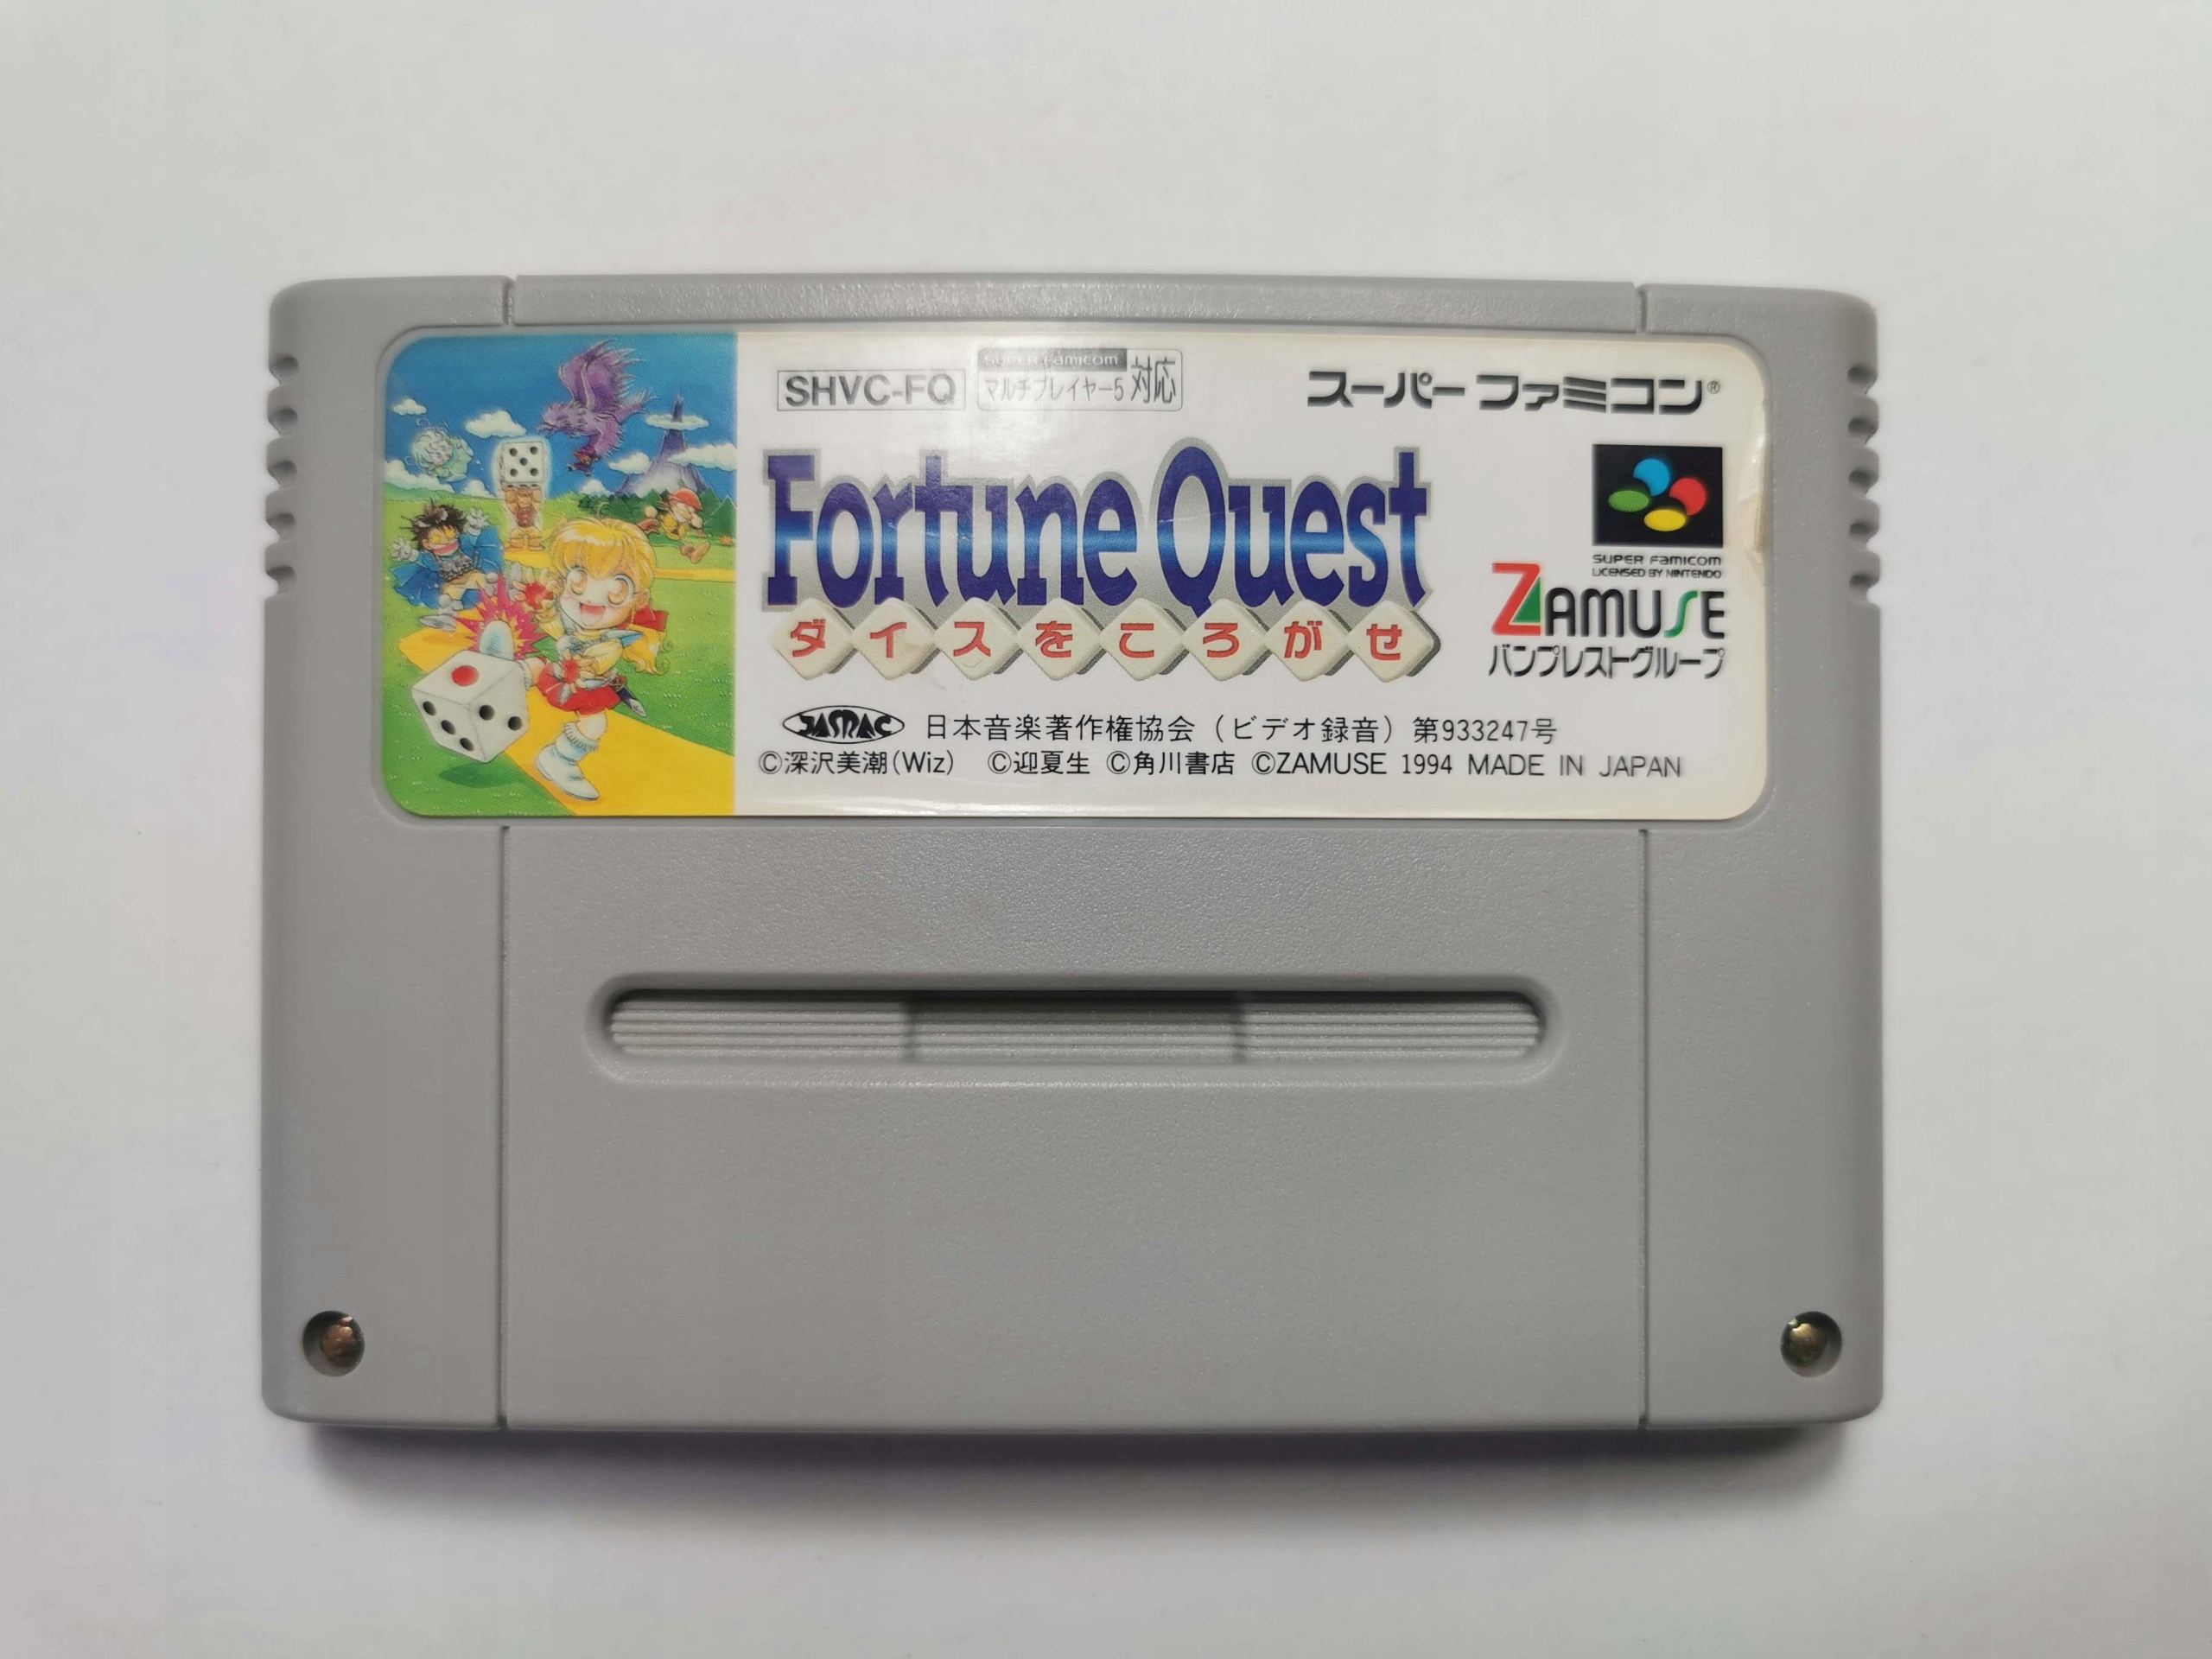 SHVC-FQ
SUPER Famicom
マルチプレイヤー5 対応
スーパーファミコン®
Fortune Quest
ダイスをころがせ
SUPER Famicom
LICENSED BY NINTENDO
ZAMUSE
バンプレストグループ
JASRAC 日本音楽著作権協会(ビデオ録音)第933247号
©深沢美潮(Wiz) ©迎夏生 ©角川書店 ©ZAMUSE 1994 MADE IN JAPAN